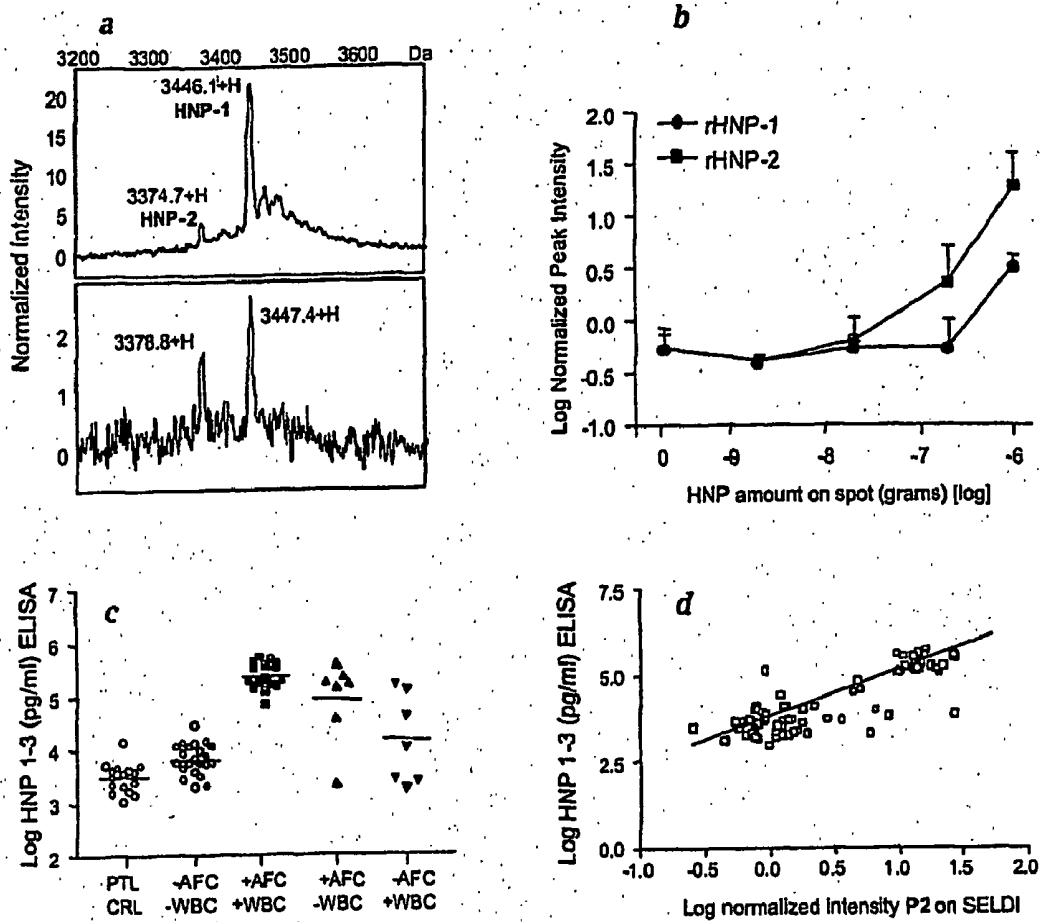 a
3200 3300 3400 3500 3600 Da
3446.1+H
HNP-1
3374.7+H
HNP-2
20
15
10
5
0
Normalized Intensity
3378.8+H
3447.4+H
2
1
0
b
rHNP-1
rHNP-2
2.0
1.5
1.0
0.5
0.0
-0.5
-1.0
Log Normalized Peak Intensity
0 -9 -8 -7 -6
HNP amount on spot (grams) [log]
c
7
6
5
4
3
2
Log HNP 1-3 (pg/ml) ELISA
PTL -AFC +AFC +AFC -AFC
CRL -WBC +WBC -WBC +WBC
d
7.5
5.0
2.5
0.0
Log HNP 1-3 (pg/ml) ELISA
-1.0 -0.5 0.0 0.5 1.0 1.5 2.0
Log normalized intensity P2 on SELDI